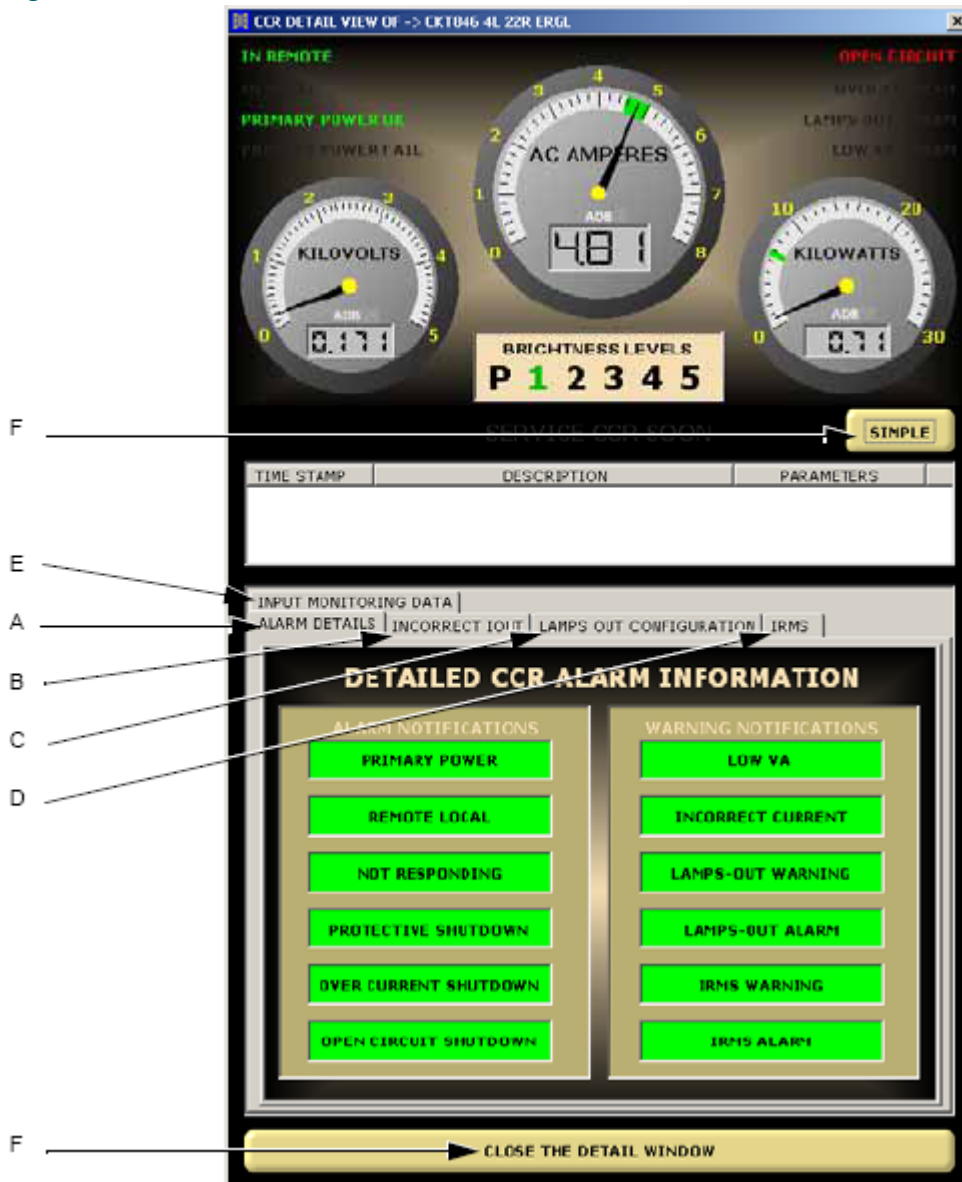 CCR DETAIL VIEW OF -> CKT046 4L 22R ERGL
IN REMOTE
OPEN CIRCUIT
PRIMARY POWER OK
LAMPS-OUT
PRIMARY POWER FAIL
LOW VA
3 4 5
2 6
1 7
0 8
AC AMPERES
ADB
4.81
2 3
1 4
0 5
KILOVOLTS
ADB
0.171
10 20
0 30
KILOWATTS
ADB
0.71
BRIGHTNESS LEVELS
P 1 2 3 4 5
F
SERVICE CCR SOON
SIMPLE
TIME STAMP DESCRIPTION PARAMETERS
E
INPUT MONITORING DATA
A
ALARM DETAILS INCORRECT IOUT LAMPS OUT CONFIGURATION IRMS
B
DETAILED CCR ALARM INFORMATION
C
ALARM NOTIFICATIONS WARNING NOTIFICATIONS
PRIMARY POWER LOW VA
D
REMOTE LOCAL INCORRECT CURRENT
NOT RESPONDING LAMPS-OUT WARNING
PROTECTIVE SHUTDOWN LAMPS-OUT ALARM
OVER CURRENT SHUTDOWN IRMS WARNING
OPEN CIRCUIT SHUTDOWN IRMS ALARM
F
CLOSE THE DETAIL WINDOW